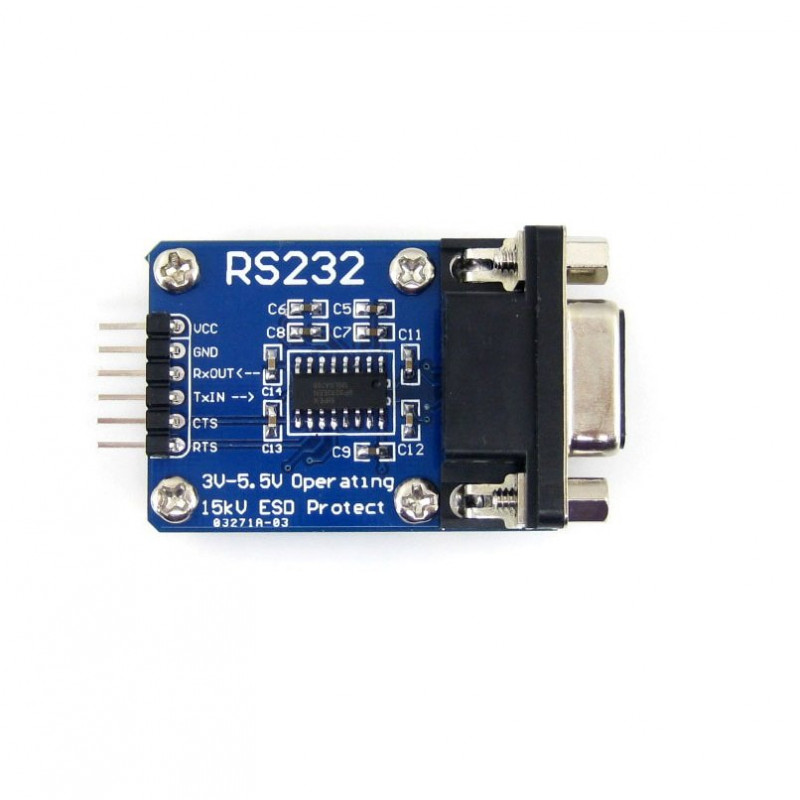 RS232
C6
C5
C8
C7
C11
VCC
GND
RxOUT<--
TxIN -->
CTS
RTS
C14
C13
C12
C9
3V-5.5V Operating
15kV ESD Protect
03271A-03